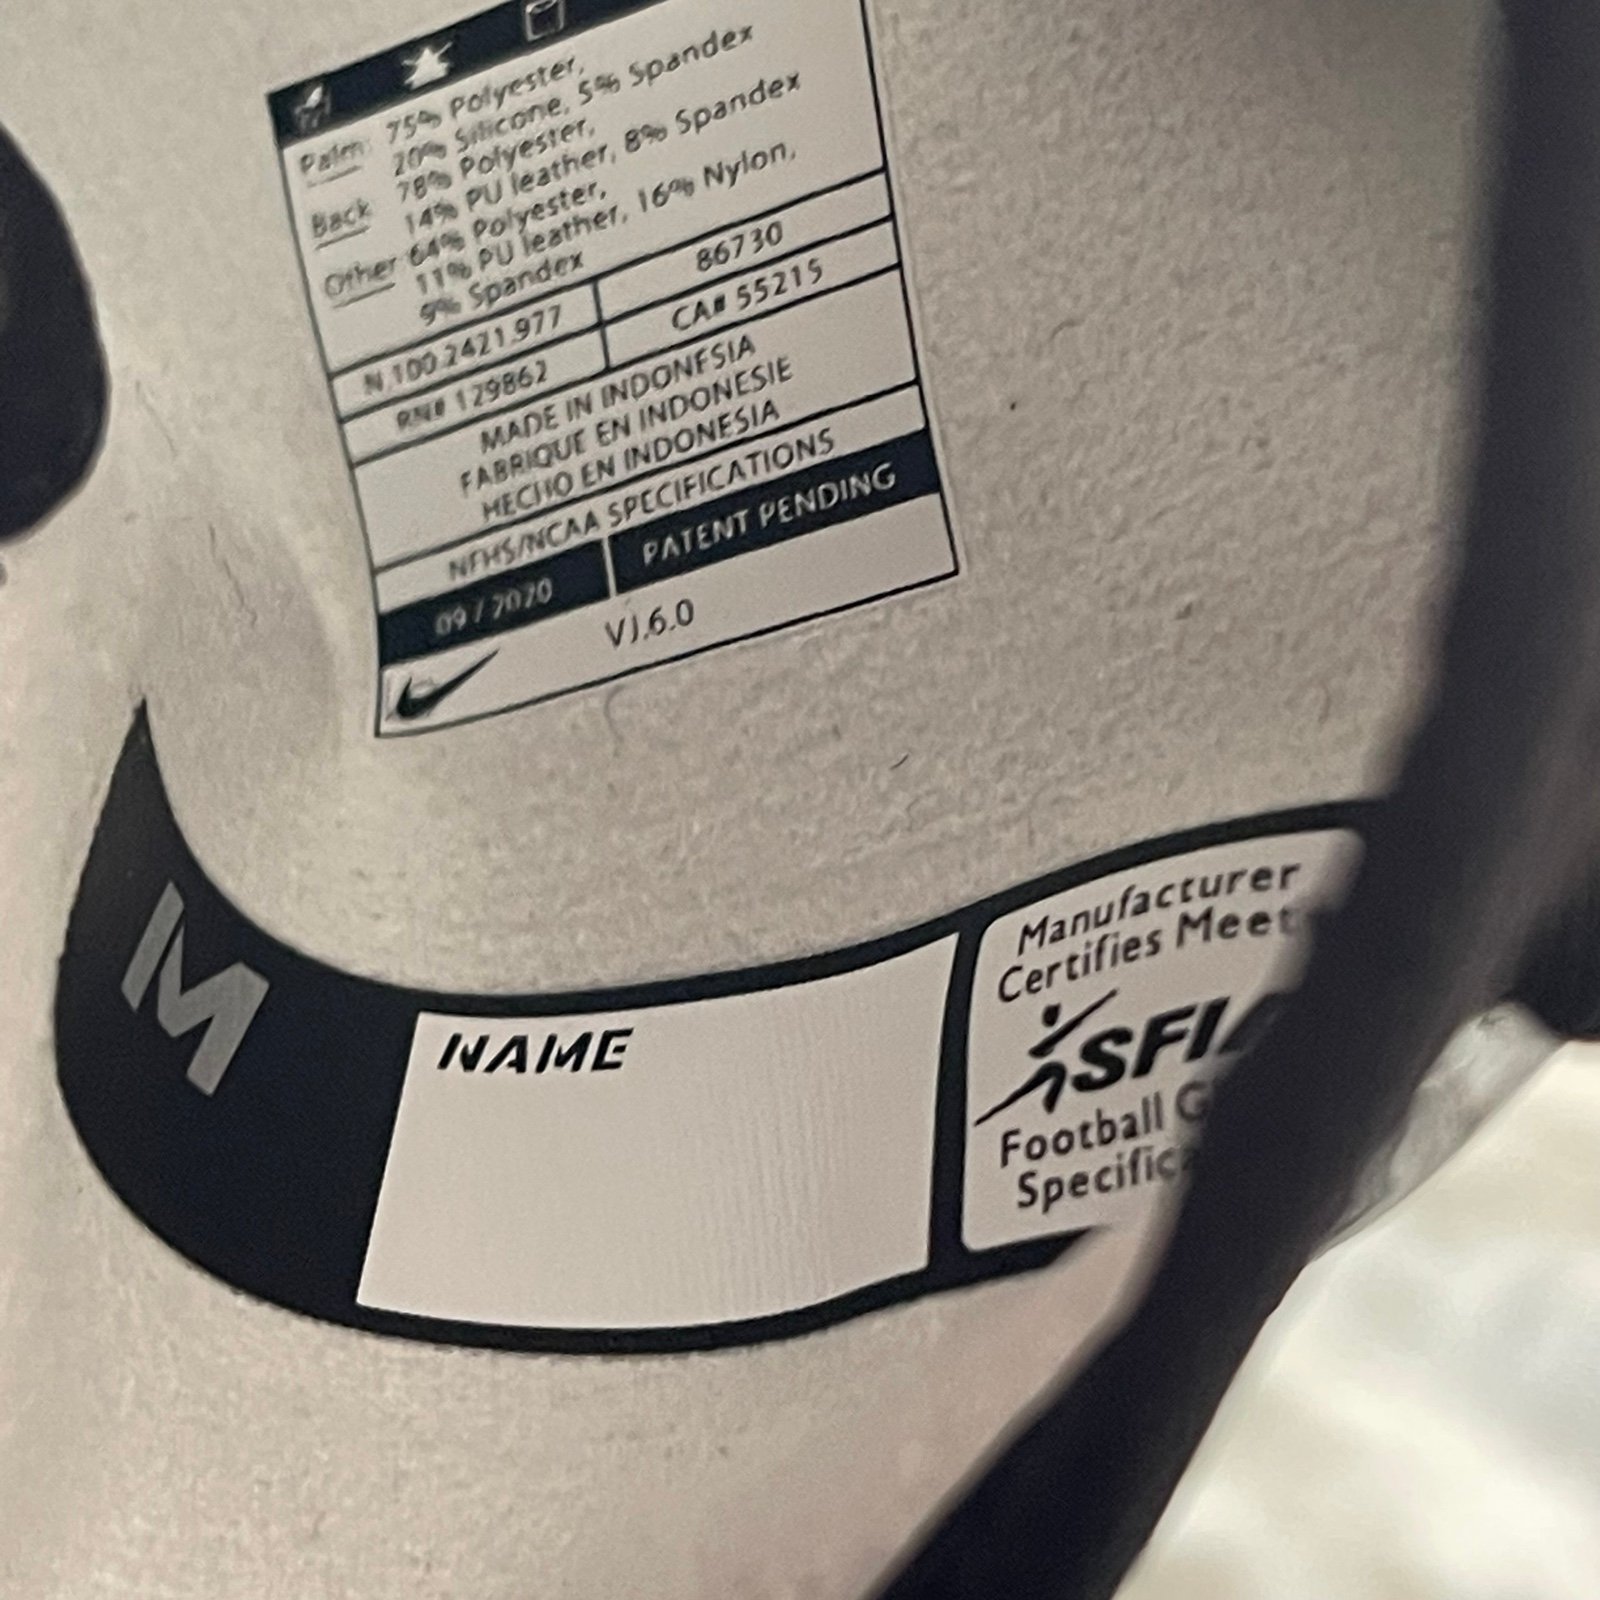 Palm: 75% Polyester,
20% Silicone, 5% Spandex
Back 78% Polyester,
14% PU leather, 8% Spandex
Other 64% Polyester,
11% PU leather, 16% Nylon,
9% Spandex
N.100.2421.977
86730
RN# 129862
CA# 55215
MADE IN INDONESIA
FABRIQUE EN INDONESIE
HECHO EN INDONESIA
NFHS/NCAA SPECIFICATIONS
09 / 2020
PATENT PENDING
VJ.6.0
M
NAME
Manufacturer
Certifies Meet
SFI
Football G
Specific